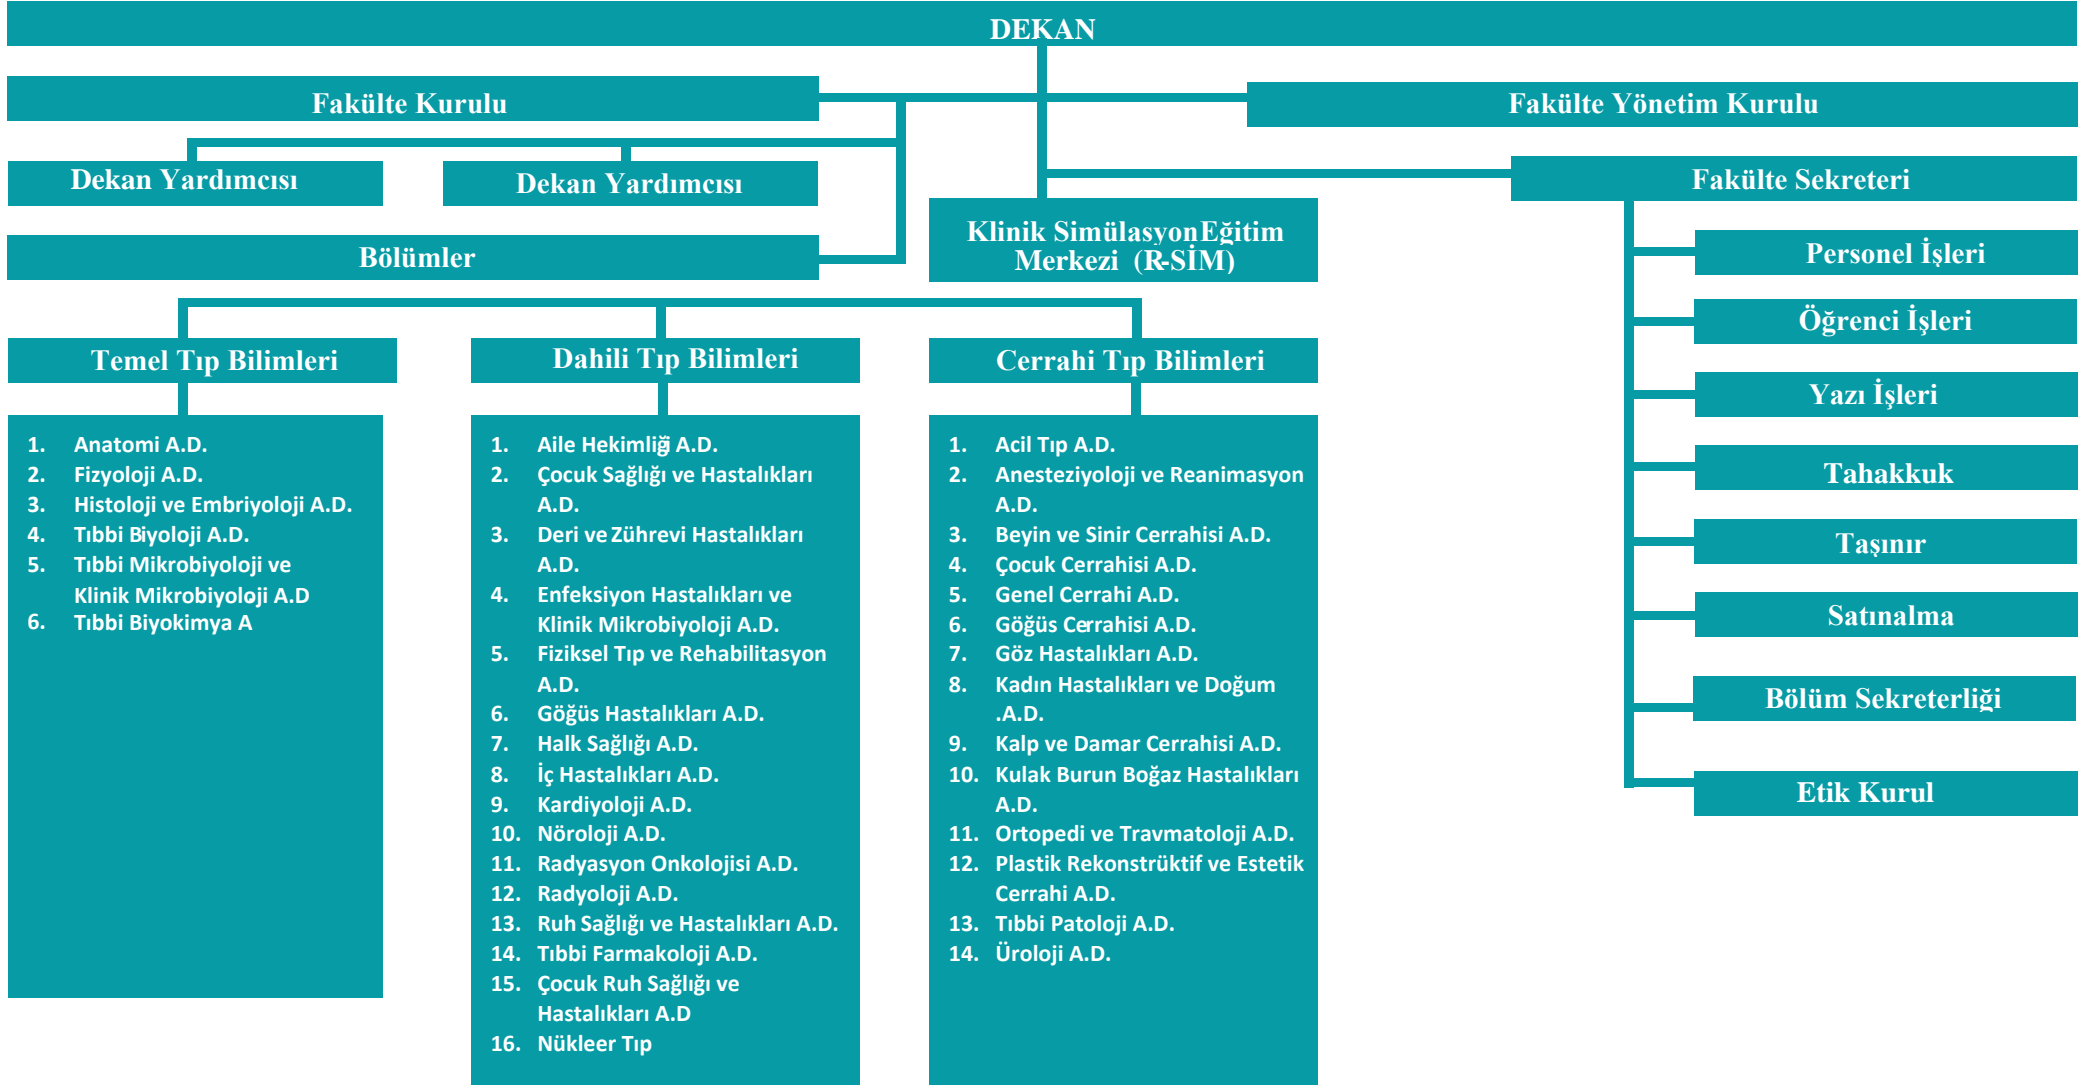 DEKAN
Fakülte Kurulu
Fakülte Yönetim Kurulu
Dekan Yardımcısı
Dekan Yardımcısı
Fakülte Sekreteri
Bölümler
Klinik Simülasyon Eğitim
Merkezi (R-SİM)
Personel İşleri
Öğrenci İşleri
Yazı İşleri
Tahakkuk
Taşınır
Satınalma
Bölüm Sekreterliği
Etik Kurul
Temel Tıp Bilimleri
1. Anatomi A.D.
2. Fizyoloji A.D.
3. Histoloji ve Embriyoloji A.D.
4. Tıbbi Biyoloji A.D.
5. Tıbbi Mikrobiyoloji ve
Klinik Mikrobiyoloji A.D
6. Tıbbi Biyokimya A
Dahili Tıp Bilimleri
1. Aile Hekimliği A.D.
2. Çocuk Sağlığı ve Hastalıkları
A.D.
3. Deri ve Zührevi Hastalıkları
A.D.
4. Enfeksiyon Hastalıkları ve
Klinik Mikrobiyoloji A.D.
5. Fiziksel Tıp ve Rehabilitasyon
A.D.
6. Göğüs Hastalıkları A.D.
7. Halk Sağlığı A.D.
8. İç Hastalıkları A.D.
9. Kardiyoloji A.D.
10. Nöroloji A.D.
11. Radyasyon Onkolojisi A.D.
12. Radyoloji A.D.
13. Ruh Sağlığı ve Hastalıkları A.D.
14. Tıbbi Farmakoloji A.D.
15. Çocuk Ruh Sağlığı ve
Hastalıkları A.D
16. Nükleer Tıp
Cerrahi Tıp Bilimleri
1. Acil Tıp A.D.
2. Anesteziyoloji ve Reanimasyon
A.D.
3. Beyin ve Sinir Cerrahisi A.D.
4. Çocuk Cerrahisi A.D.
5. Genel Cerrahi A.D.
6. Göğüs Cerrahisi A.D.
7. Göz Hastalıkları A.D.
8. Kadın Hastalıkları ve Doğum
.A.D.
9. Kalp ve Damar Cerrahisi A.D.
10. Kulak Burun Boğaz Hastalıkları
A.D.
11. Ortopedi ve Travmatoloji A.D.
12. Plastik Rekonstrüktif ve Estetik
Cerrahi A.D.
13. Tıbbi Patoloji A.D.
14. Üroloji A.D.